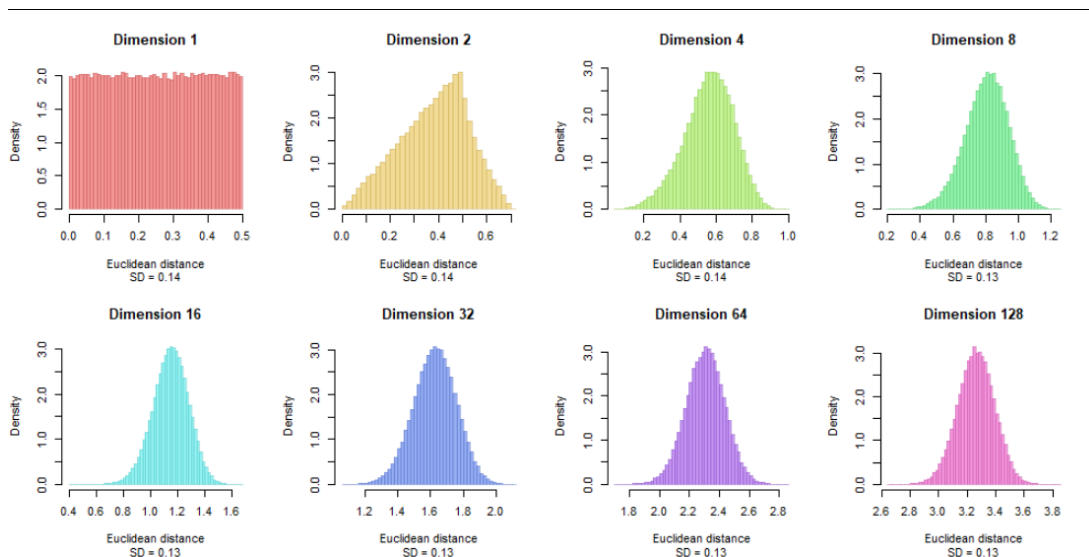 Dimension 1
Density
0.0 0.5 1.0 1.5 2.0
0.0 0.1 0.2 0.3 0.4 0.5
Euclidean distance
SD = 0.14
Dimension 2
Density
0.0 1.0 2.0 3.0
0.0 0.2 0.4 0.6
Euclidean distance
SD = 0.14
Dimension 4
Density
0.0 1.0 2.0 3.0
0.2 0.4 0.6 0.8 1.0
Euclidean distance
SD = 0.14
Dimension 8
Density
0.0 1.0 2.0 3.0
0.2 0.4 0.6 0.8 1.0 1.2
Euclidean distance
SD = 0.13
Dimension 16
Density
0.0 1.0 2.0 3.0
0.4 0.6 0.8 1.0 1.2 1.4 1.6
Euclidean distance
SD = 0.13
Dimension 32
Density
0.0 1.0 2.0 3.0
1.2 1.4 1.6 1.8 2.0
Euclidean distance
SD = 0.13
Dimension 64
Density
0.0 1.0 2.0 3.0
1.8 2.0 2.2 2.4 2.6 2.8
Euclidean distance
SD = 0.13
Dimension 128
Density
0.0 1.0 2.0 3.0
2.6 2.8 3.0 3.2 3.4 3.6 3.8
Euclidean distance
SD = 0.13